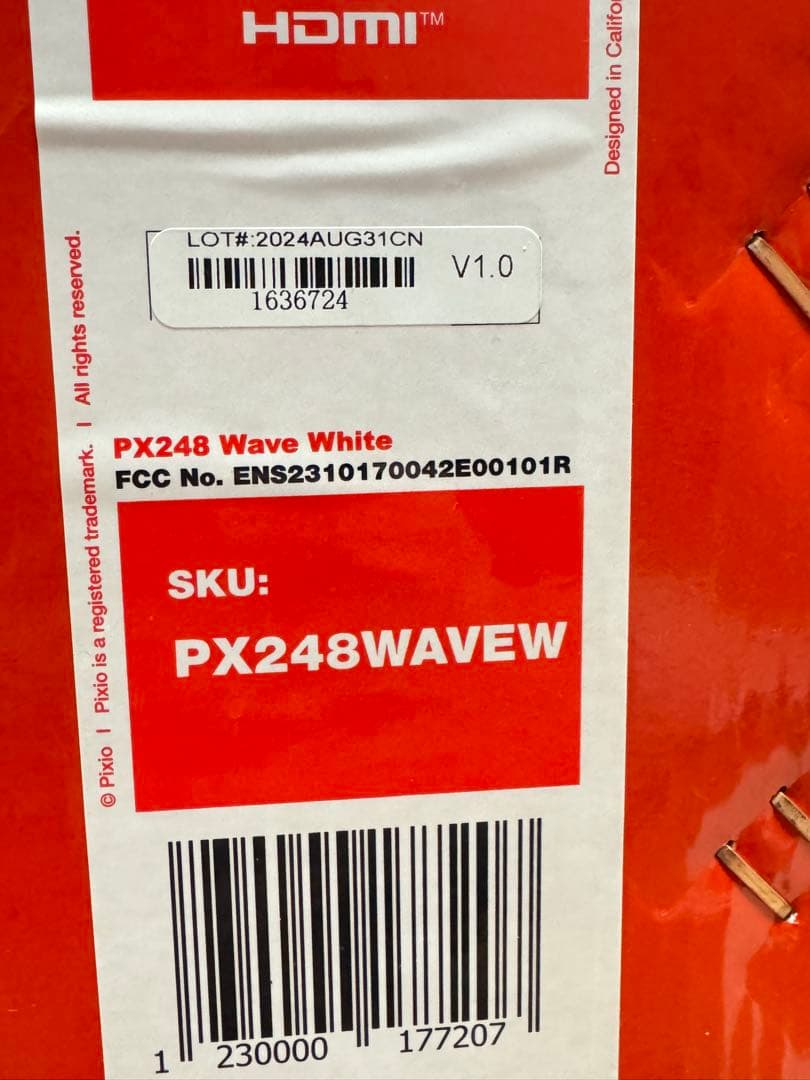 HDMI™
Designed in Califor
LOT#:2024AUG31CN
V1.0
1636724
PX248 Wave White
FCC No. ENS2310170042E00101R
SKU:
PX248WAVEW
© Pixio | Pixio is a registered trademark. | All rights reserved.
1 230000 177207